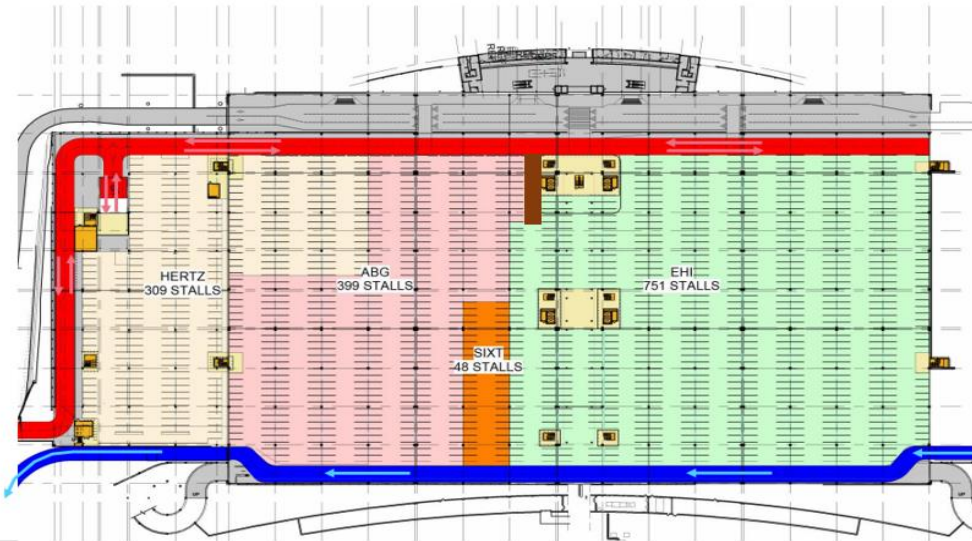 HERTZ
309 STALLS
ABG
399 STALLS
EHI
751 STALLS
SIXT
48 STALLS